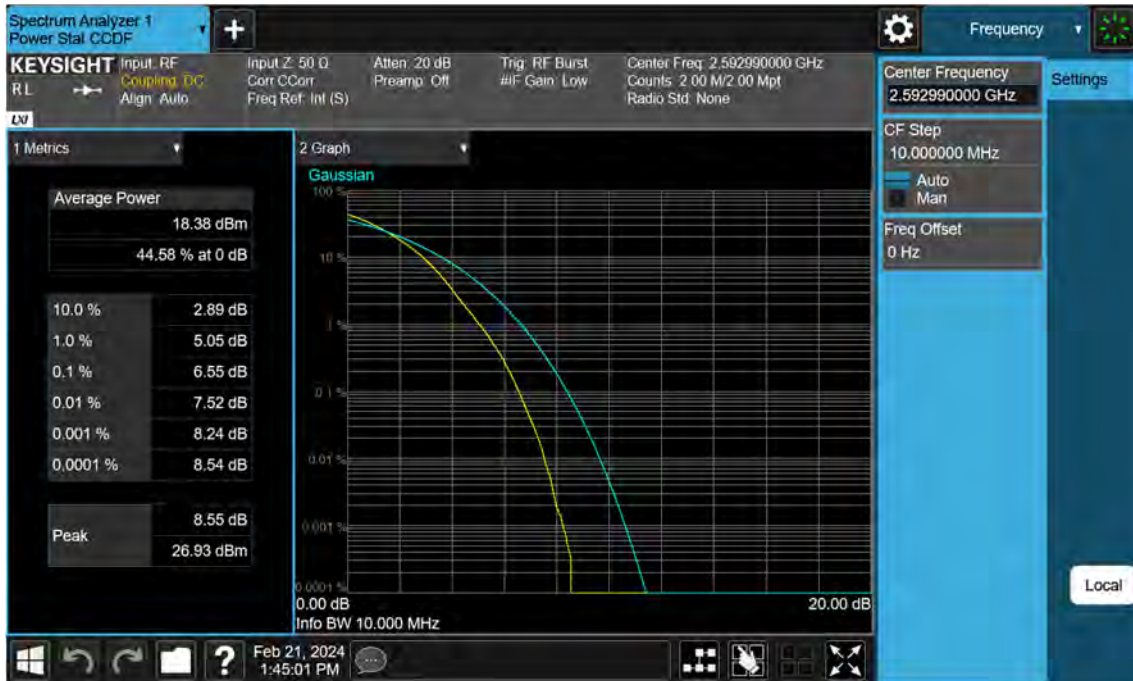 Spectrum Analyzer 1
Power Stat CCDF
Frequency
KEYSIGHT
RL
LXI
Input: RF
Coupling: DC
Align: Auto
Input Z: 50 Ω
Corr CCorr
Freq Ref: Int (S)
Atten: 20 dB
Preamp: Off
Trig: RF Burst
#IF Gain: Low
Center Freq: 2.592990000 GHz
Counts: 2.00 M/2.00 Mpt
Radio Std: None
Center Frequency
2.592990000 GHz
Settings
CF Step
10.000000 MHz
Auto
Man
Freq Offset
0 Hz
1 Metrics
Average Power
18.38 dBm
44.58 % at 0 dB
10.0 % 2.89 dB
1.0 % 5.05 dB
0.1 % 6.55 dB
0.01 % 7.52 dB
0.001 % 8.24 dB
0.0001 % 8.54 dB
Peak
8.55 dB
26.93 dBm
2 Graph
Gaussian
100 %
10 %
1 %
0.1 %
0.01 %
0.001 %
0.0001 %
0.00 dB 20.00 dB
Info BW 10.000 MHz
Local
?
Feb 21, 2024
1:45:01 PM